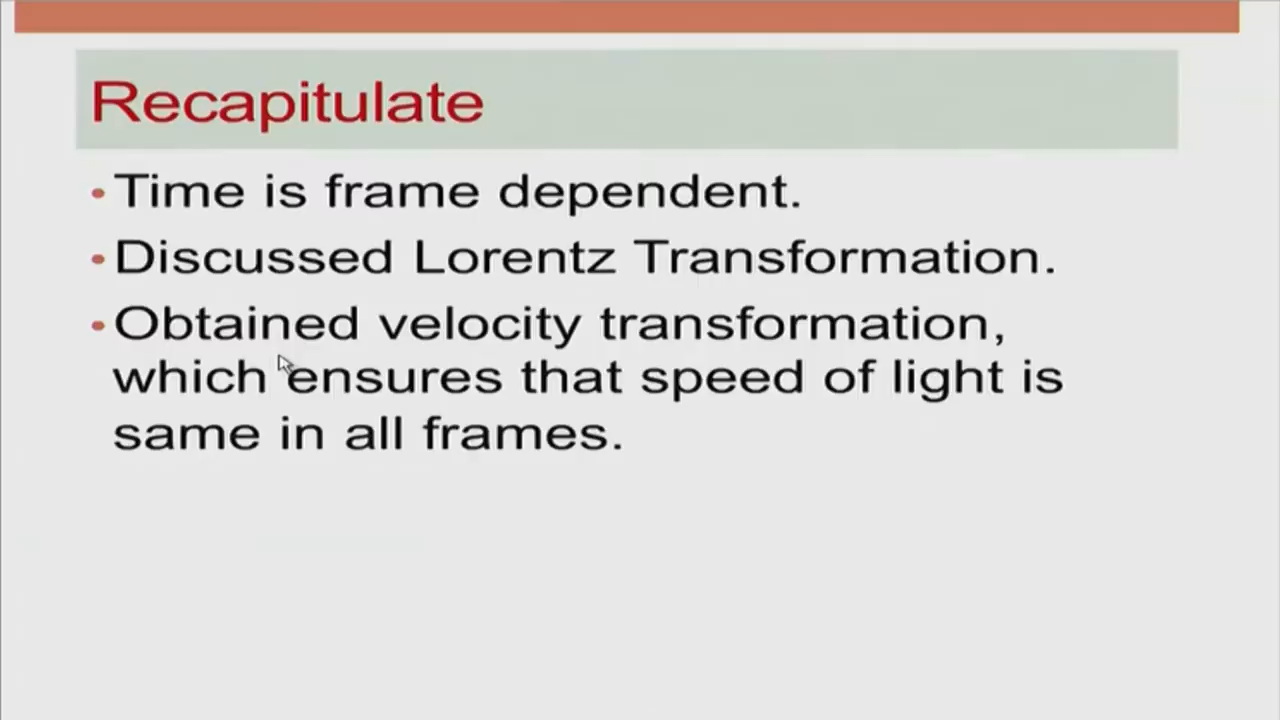 Recapitulate
•Time is frame dependent.
•Discussed Lorentz Transformation.
•Obtained velocity transformation,
which ensures that speed of light is
same in all frames.